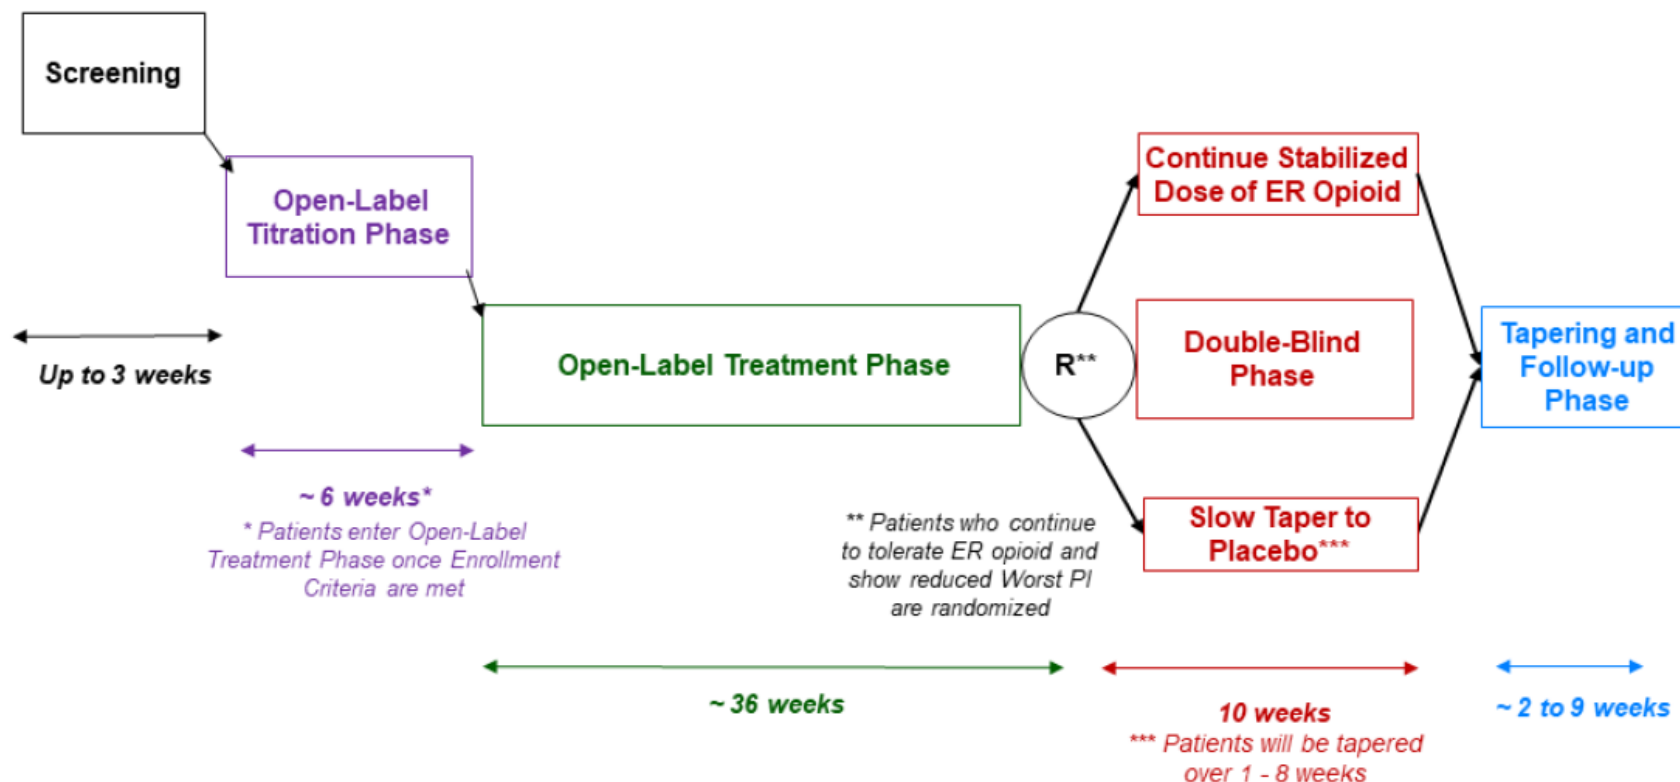 Screening
Open-Label
Titration Phase
Up to 3 weeks
~ 6 weeks*
* Patients enter Open-Label
Treatment Phase once Enrollment
Criteria are met
Open-Label Treatment Phase
~ 36 weeks
R**
** Patients who continue
to tolerate ER opioid and
show reduced Worst PI
are randomized
Continue Stabilized
Dose of ER Opioid
Double-Blind
Phase
Slow Taper to
Placebo***
10 weeks
*** Patients will be tapered
over 1 - 8 weeks
Tapering and
Follow-up
Phase
~ 2 to 9 weeks